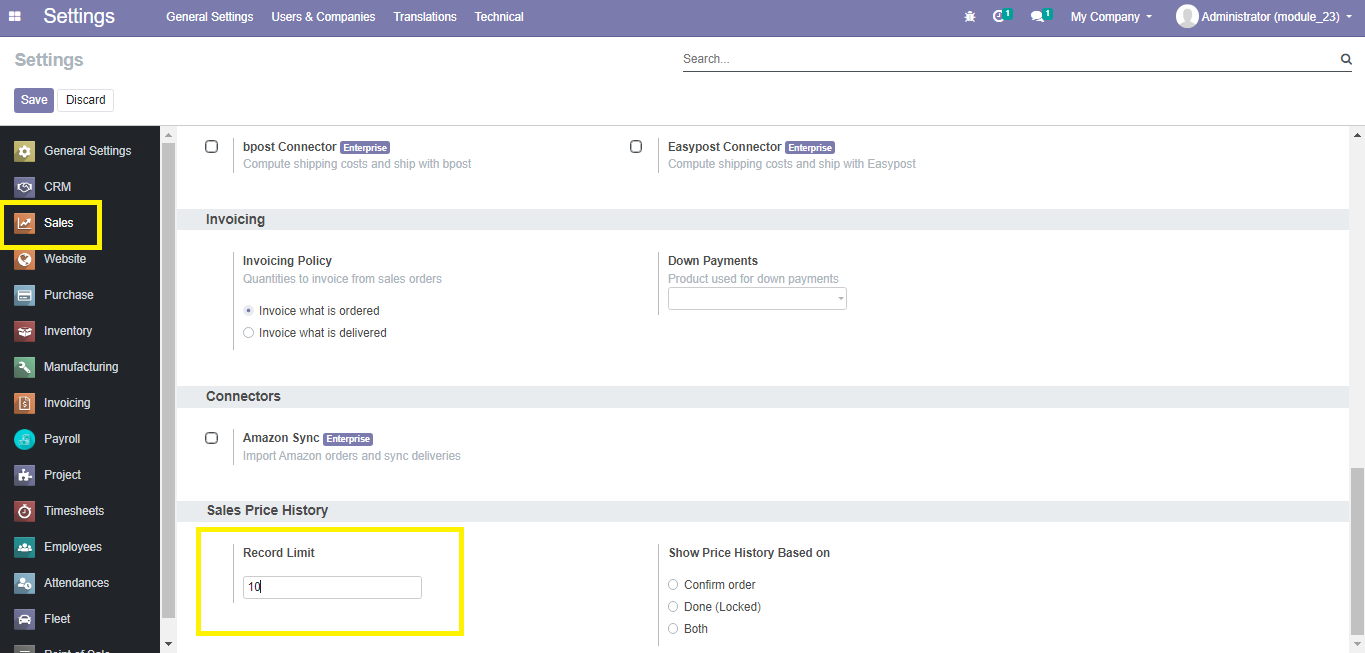 Settings
General Settings
Users & Companies
Translations
Technical
1
1
My Company
Administrator (module_23)
Settings
Search...
Save
Discard
General Settings
CRM
Sales
Website
Purchase
Inventory
Manufacturing
Invoicing
Payroll
Project
Timesheets
Employees
Attendances
Fleet
Point of Sale
bpost Connector Enterprise
Compute shipping costs and ship with bpost
Easypost Connector Enterprise
Compute shipping costs and ship with Easypost
Invoicing
Invoicing Policy
Quantities to invoice from sales orders
Invoice what is ordered
Invoice what is delivered
Down Payments
Product used for down payments
Connectors
Amazon Sync Enterprise
Import Amazon orders and sync deliveries
Sales Price History
Record Limit
10
Show Price History Based on
Confirm order
Done (Locked)
Both